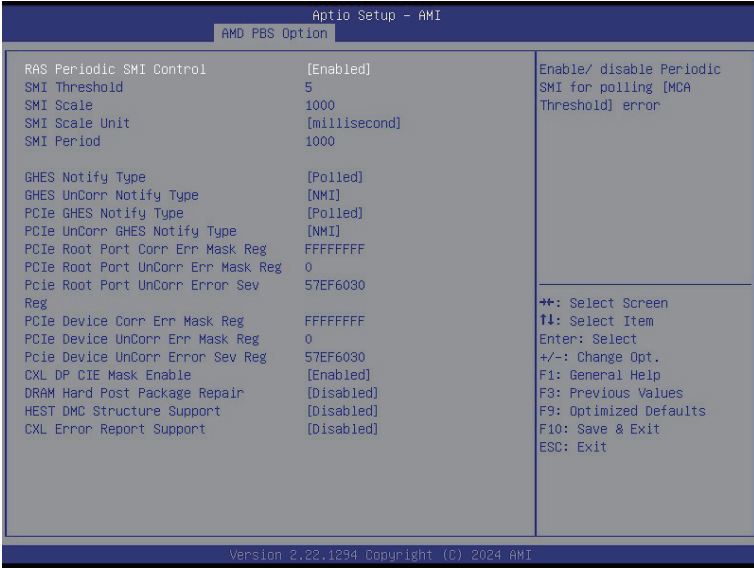 Aptio Setup – AMI
AMD PBS Option
RAS Periodic SMI Control [Enabled]
SMI Threshold 5
SMI Scale 1000
SMI Scale Unit [millisecond]
SMI Period 1000
GHES Notify Type [Polled]
GHES UnCorr Notify Type [NMI]
PCIe GHES Notify Type [Polled]
PCIe UnCorr GHES Notify Type [NMI]
PCIe Root Port Corr Err Mask Reg FFFFFFFF
PCIe Root Port UnCorr Err Mask Reg 0
Pcie Root Port UnCorr Error Sev 57EF6030
Reg
PCIe Device Corr Err Mask Reg FFFFFFFF
PCIe Device UnCorr Err Mask Reg 0
Pcie Device UnCorr Error Sev Reg 57EF6030
CXL DP CIE Mask Enable [Enabled]
DRAM Hard Post Package Repair [Disabled]
HEST DMC Structure Support [Disabled]
CXL Error Report Support [Disabled]
Enable/ disable Periodic
SMI for polling [MCA
Threshold] error
→←: Select Screen
↑↓: Select Item
Enter: Select
+/-: Change Opt.
F1: General Help
F3: Previous Values
F9: Optimized Defaults
F10: Save & Exit
ESC: Exit
Version 2.22.1294 Copyright (C) 2024 AMI